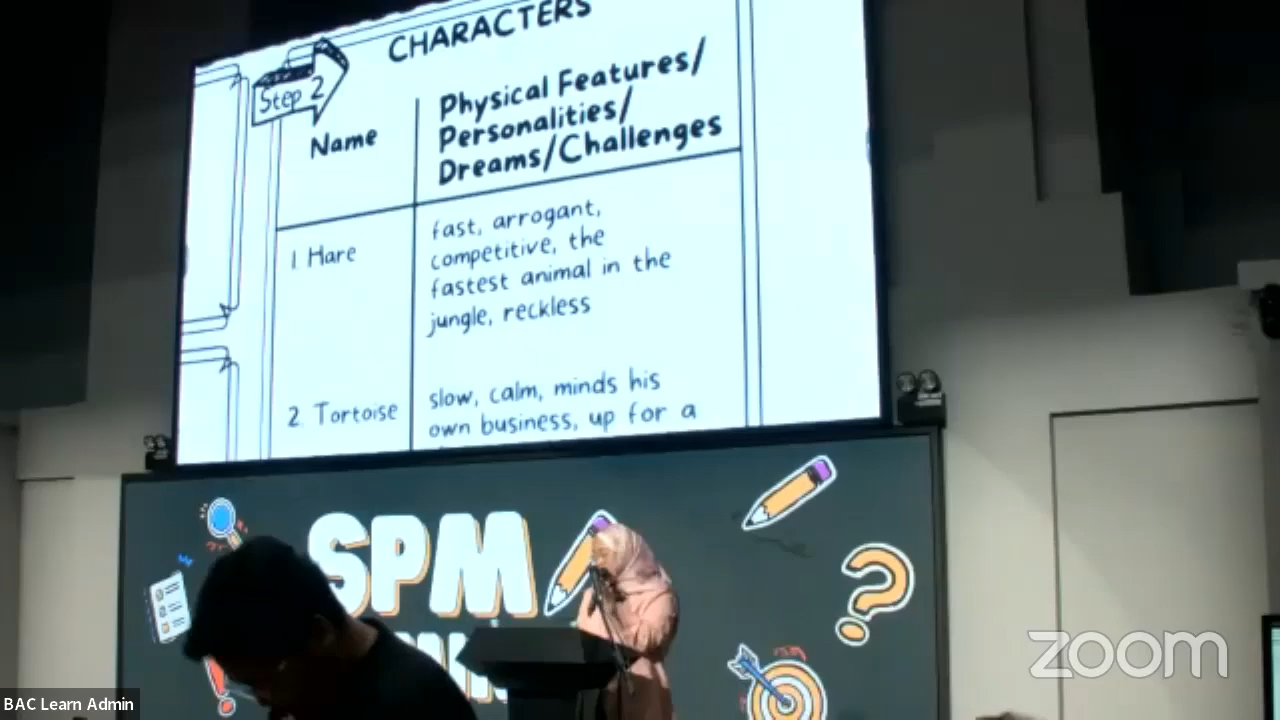 CHARACTERS
Step 2
Name
Physical Features/
Personalities/
Dreams/Challenges
1. Hare
fast, arrogant,
competitive, the
fastest animal in the
jungle, reckless
2. Tortoise
slow, calm, minds his
own business, up for a
SPM
zoom
BAC Learn Admin